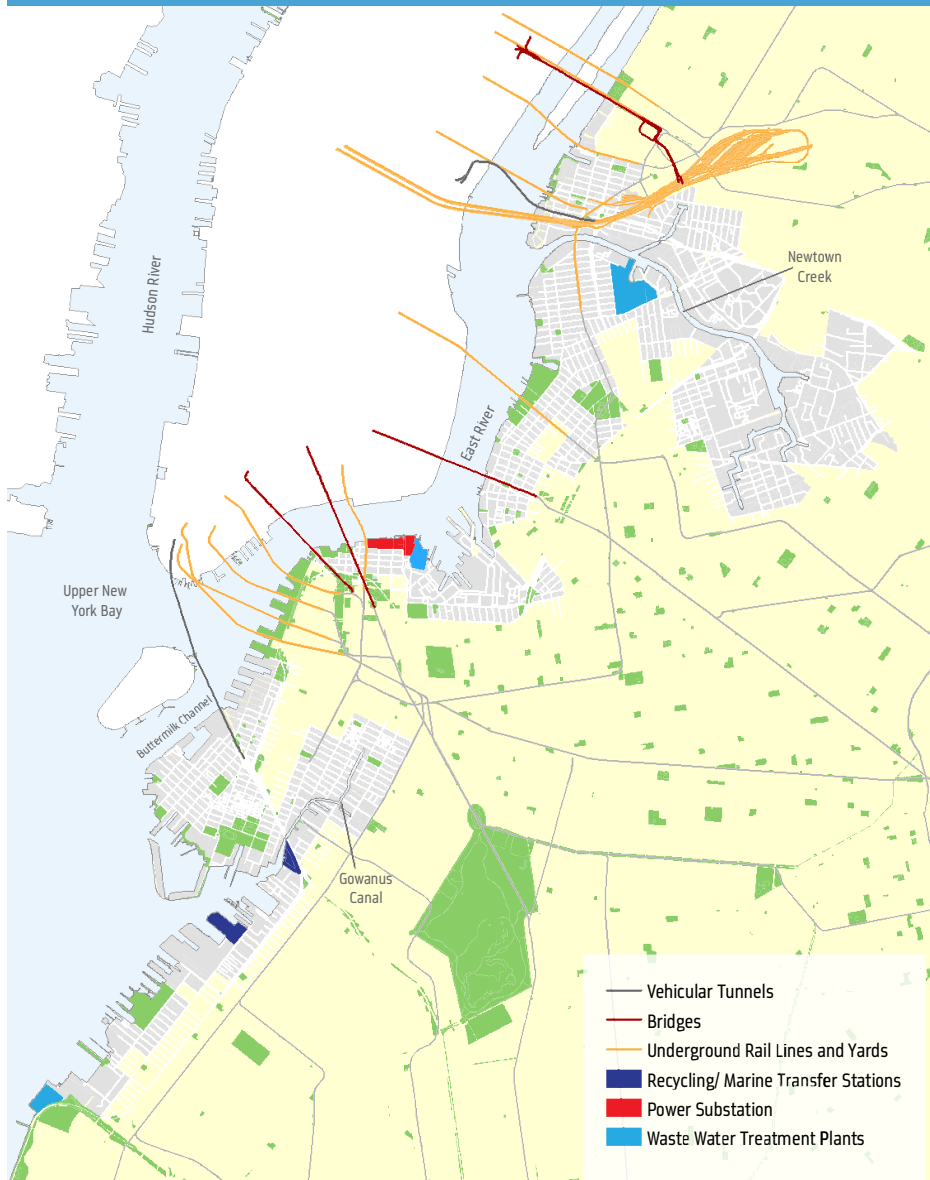 Hudson River
Newtown
Creek
East River
Upper New
York Bay
Buttermilk Channel
Gowanus
Canal
Vehicular Tunnels
Bridges
Underground Rail Lines and Yards
Recycling/ Marine Transfer Stations
Power Substation
Waste Water Treatment Plants